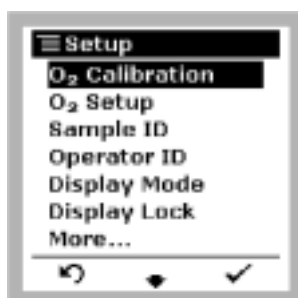 Setup
O₂ Calibration
O₂ Setup
Sample ID
Operator ID
Display Mode
Display Lock
More...